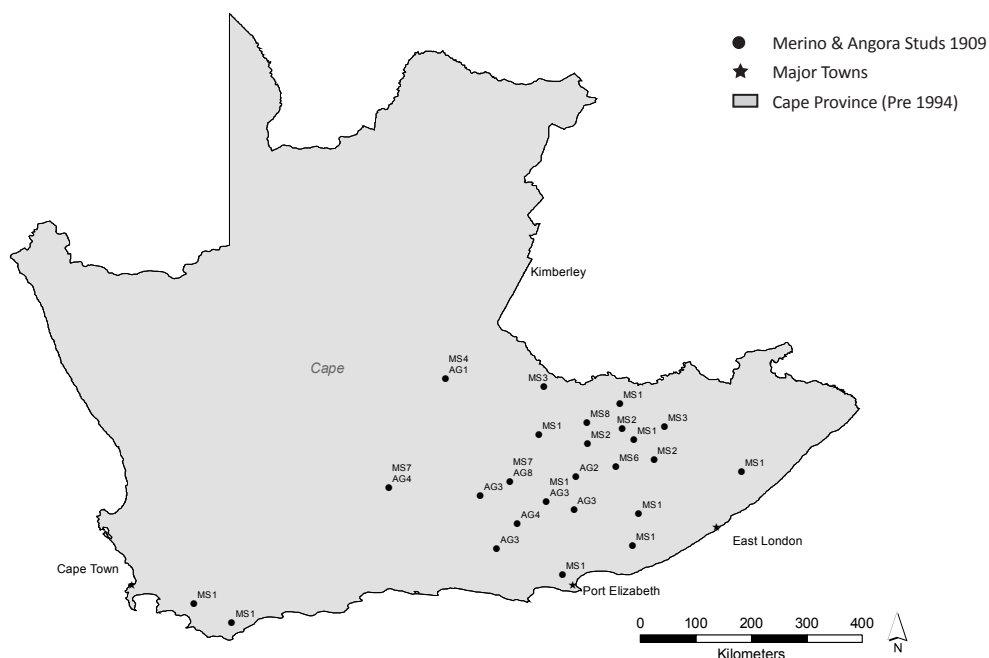 Merino & Angora Studs 1909
Major Towns
Cape Province (Pre 1994)
Kimberley
Cape
MS4
AG1
MS3
MS1
MS8
MS2
MS3
MS1
MS1
MS2
MS2
MS6
MS7
AG8
MS7
AG4
AG3
AG2
MS1
MS1
AG3
AG3
MS1
AG4
AG3
MS1
East London
Cape Town
MS1
Port Elizabeth
MS1
MS1
0 100 200 300 400
Kilometers
N